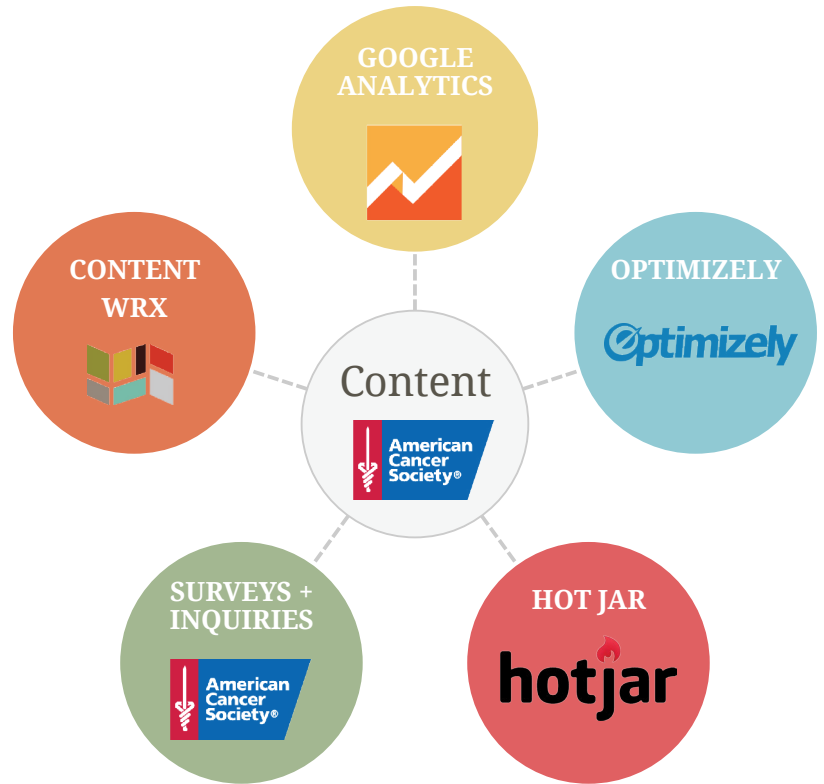 GOOGLE
ANALYTICS
CONTENT
WRX
OPTIMIZELY
Optimizely
Content
American
Cancer
Society®
SURVEYS +
INQUIRIES
American
Cancer
Society®
HOT JAR
hotjar